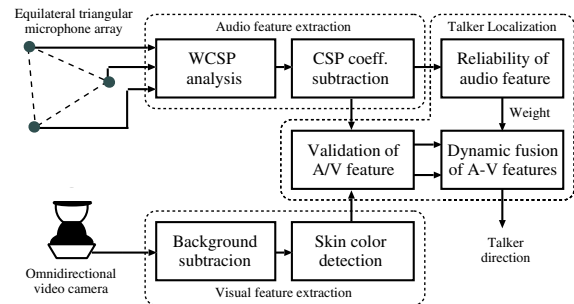 Equilateral triangular
microphone array
Audio feature extraction
Talker Localization
WCSP
analysis
CSP coeff.
subtraction
Reliability of
audio feature
Weight
Validation of
A/V feature
Dynamic fusion
of A-V features
Background
subtracion
Skin color
detection
Talker
direction
Omnidirectional
video camera
Visual feature extraction